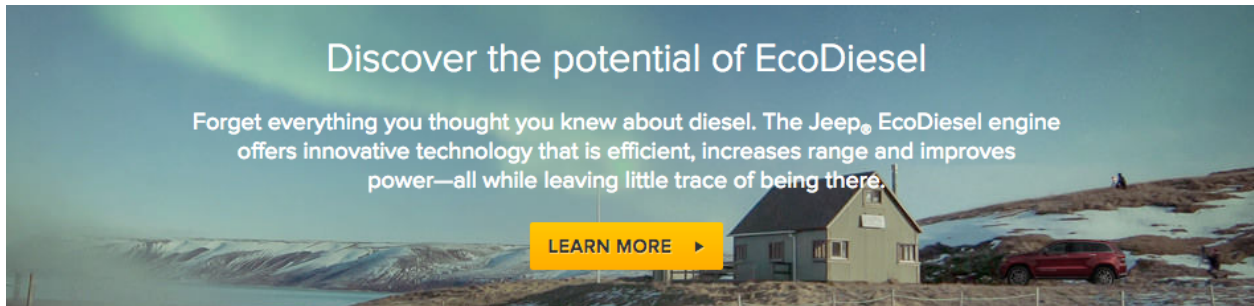 Discover the potential of EcoDiesel
Forget everything you thought you knew about diesel. The Jeep® EcoDiesel engine
offers innovative technology that is efficient, increases range and improves
power—all while leaving little trace of being there.
LEARN MORE